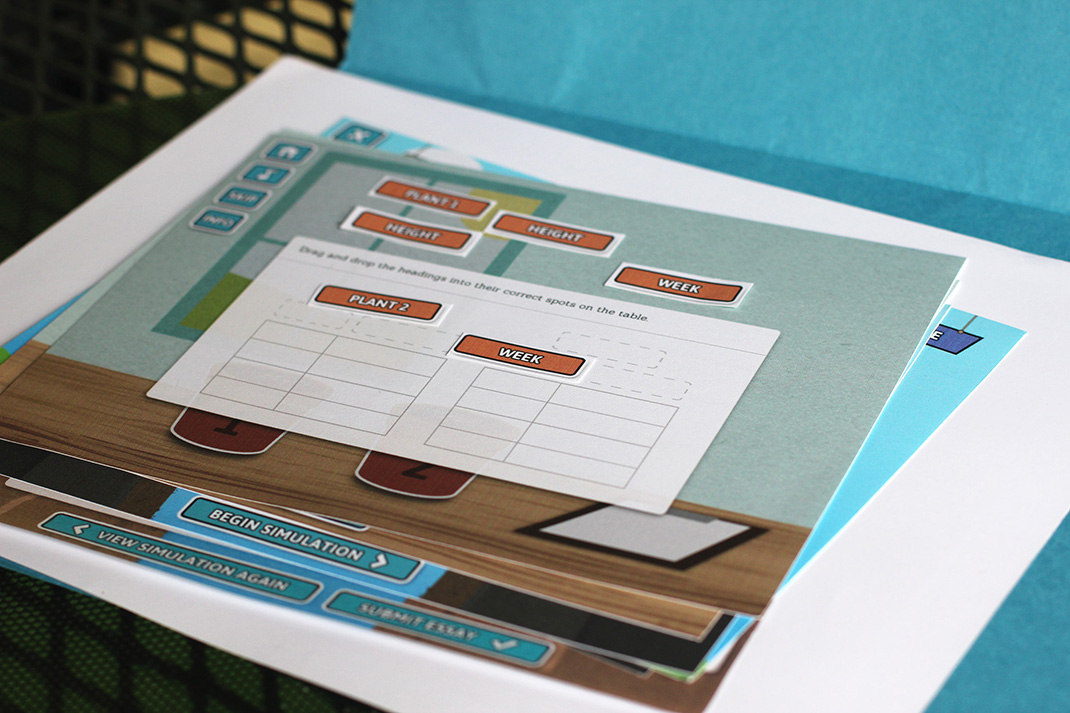 PLANT 1
HEIGHT
HEIGHT
SKIP
INFO
WEEK
Drag and drop the headings into their correct spots on the table.
PLANT 2
WEEK
1
2
BEGIN SIMULATION
VIEW SIMULATION AGAIN
SUBMIT ESSAY